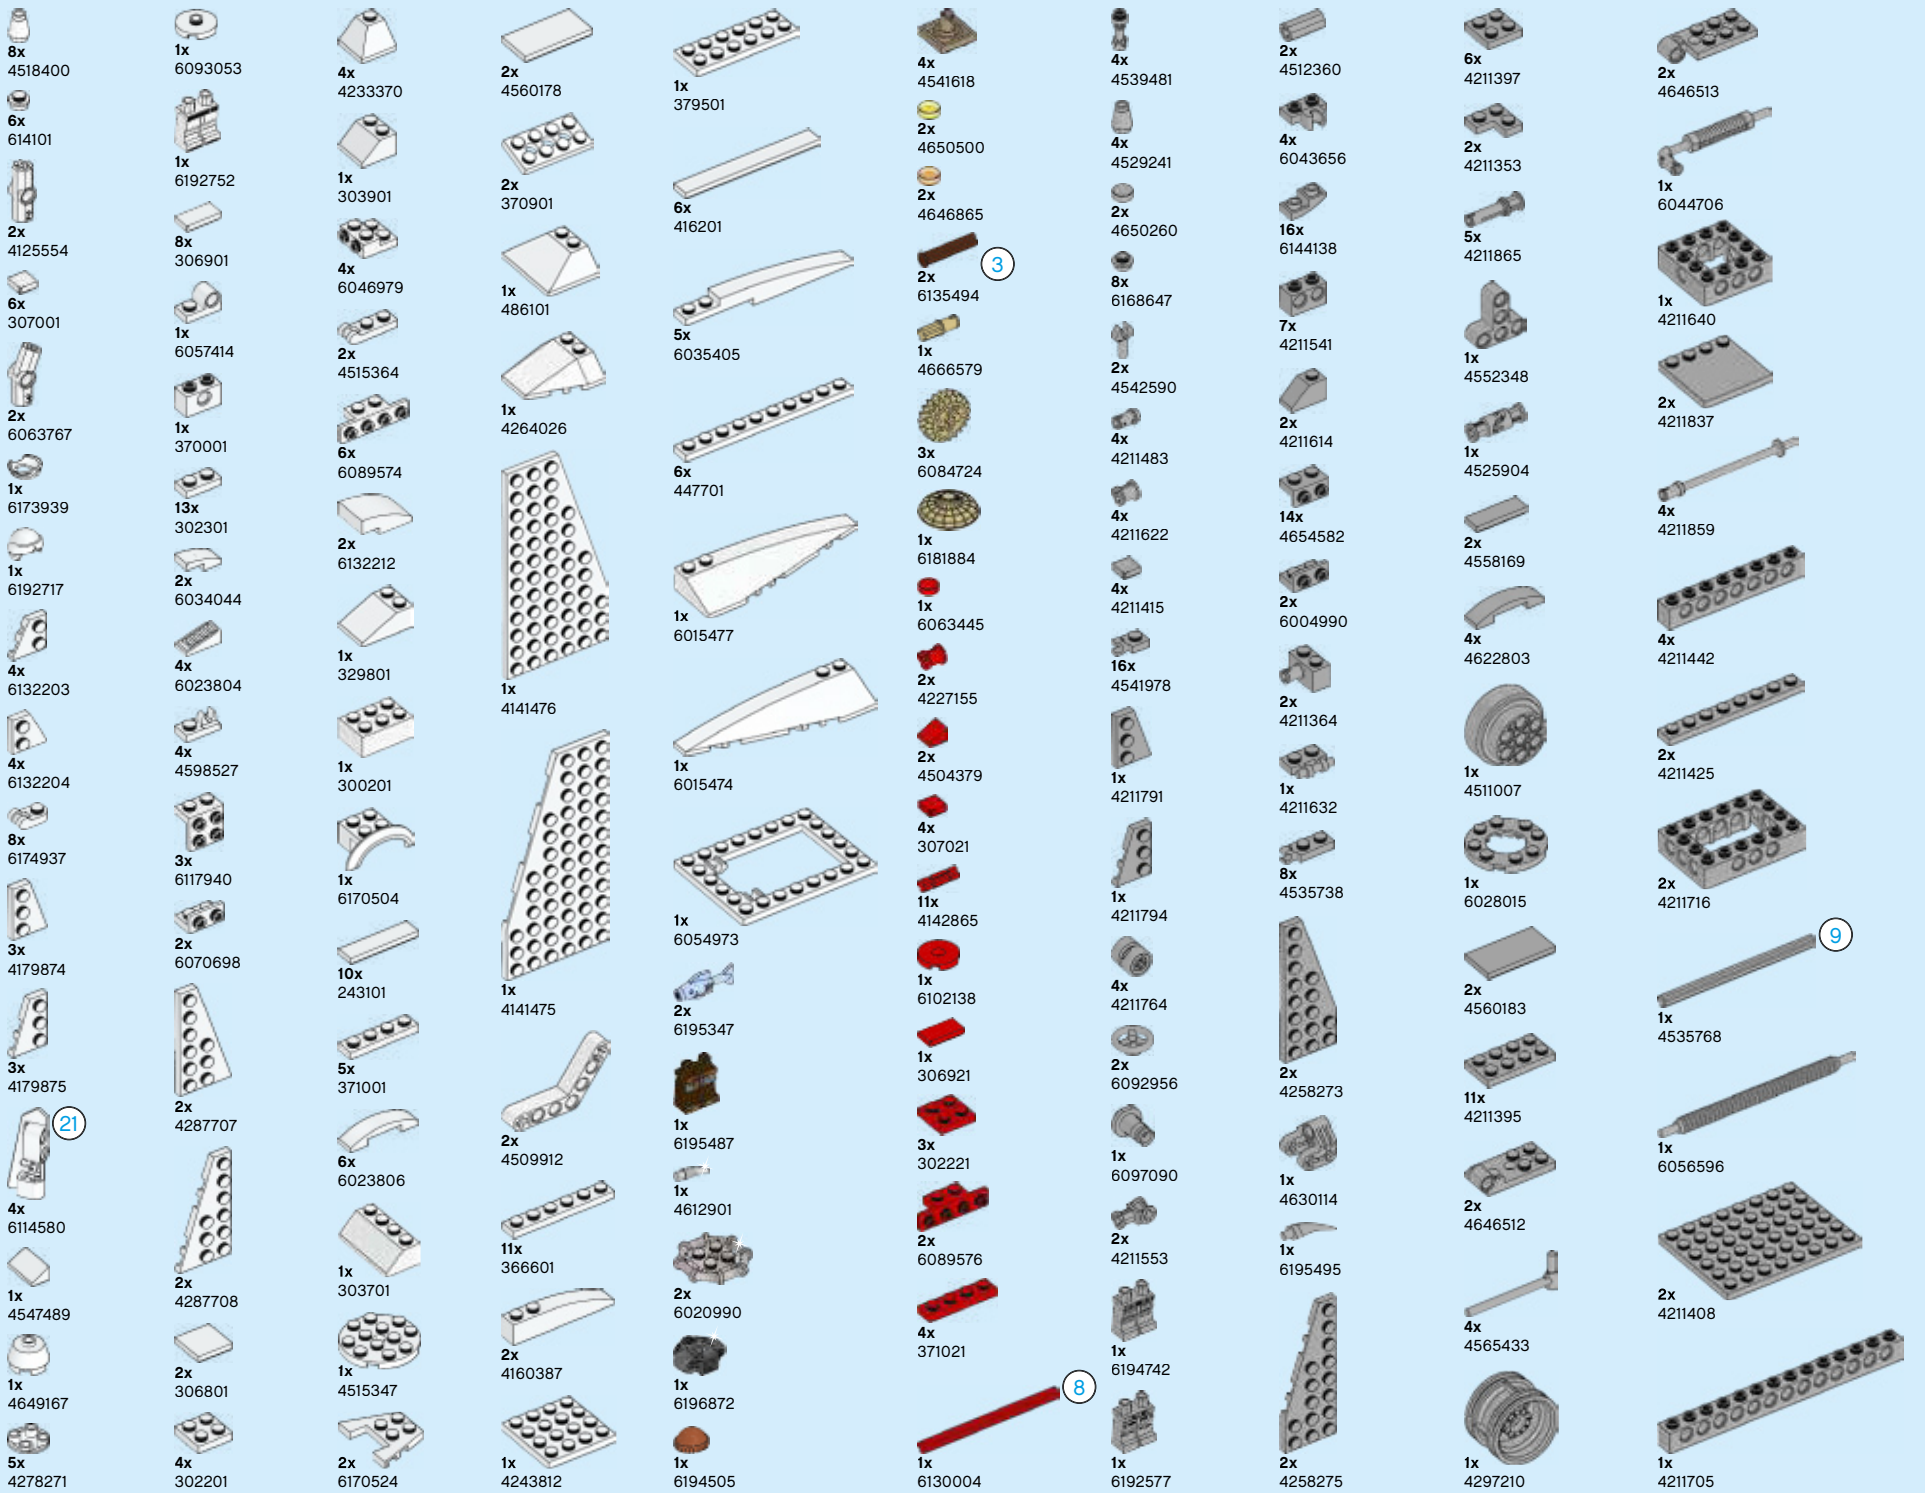 8x
4518400
6x
614101
2x
4125554
6x
307001
2x
6063767
1x
6173939
1x
6192717
4x
6132203
4x
6132204
8x
6174937
3x
4179874
3x
4179875
21
4x
6114580
1x
4547489
1x
4649167
5x
4278271
1x
6093053
1x
6192752
8x
306901
1x
6057414
1x
370001
13x
302301
2x
6034044
4x
6023804
4x
4598527
3x
6117940
2x
6070698
2x
4287707
2x
4287708
2x
306801
4x
302201
4x
4233370
1x
303901
4x
6046979
2x
4515364
6x
6089574
2x
6132212
1x
329801
1x
300201
1x
6170504
10x
243101
5x
371001
6x
6023806
1x
303701
1x
4515347
2x
6170524
2x
4560178
2x
370901
1x
486101
1x
4264026
1x
4141476
1x
4141475
2x
4509912
11x
366601
2x
4160387
1x
4243812
1x
379501
6x
416201
5x
6035405
6x
447701
1x
6015477
1x
6015474
1x
6054973
2x
6195347
1x
6195487
1x
4612901
2x
6020990
1x
6196872
1x
6194505
4x
4541618
2x
4650500
2x
4646865
3
2x
6135494
1x
4666579
3x
6084724
1x
6181884
1x
6063445
2x
4227155
2x
4504379
4x
307021
11x
4142865
1x
6102138
1x
306921
3x
302221
2x
6089576
4x
371021
8
1x
6130004
4x
4539481
4x
4529241
2x
4650260
8x
6168647
2x
4542590
4x
4211483
4x
4211622
4x
4211415
16x
4541978
1x
4211791
1x
4211794
4x
4211764
2x
6092956
1x
6097090
2x
4211553
1x
6194742
1x
6192577
2x
4512360
4x
6043656
16x
6144138
7x
4211541
2x
4211614
14x
4654582
2x
6004990
2x
4211364
1x
4211632
8x
4535738
2x
4258273
1x
4630114
1x
6195495
2x
4258275
6x
4211397
2x
4211353
5x
4211865
1x
4552348
1x
4525904
2x
4558169
4x
4622803
1x
4511007
1x
6028015
2x
4560183
11x
4211395
2x
4646512
4x
4565433
1x
4297210
2x
4646513
1x
6044706
1x
4211640
2x
4211837
4x
4211859
4x
4211442
2x
4211425
2x
4211716
9
1x
4535768
1x
6056596
2x
4211408
1x
4211705